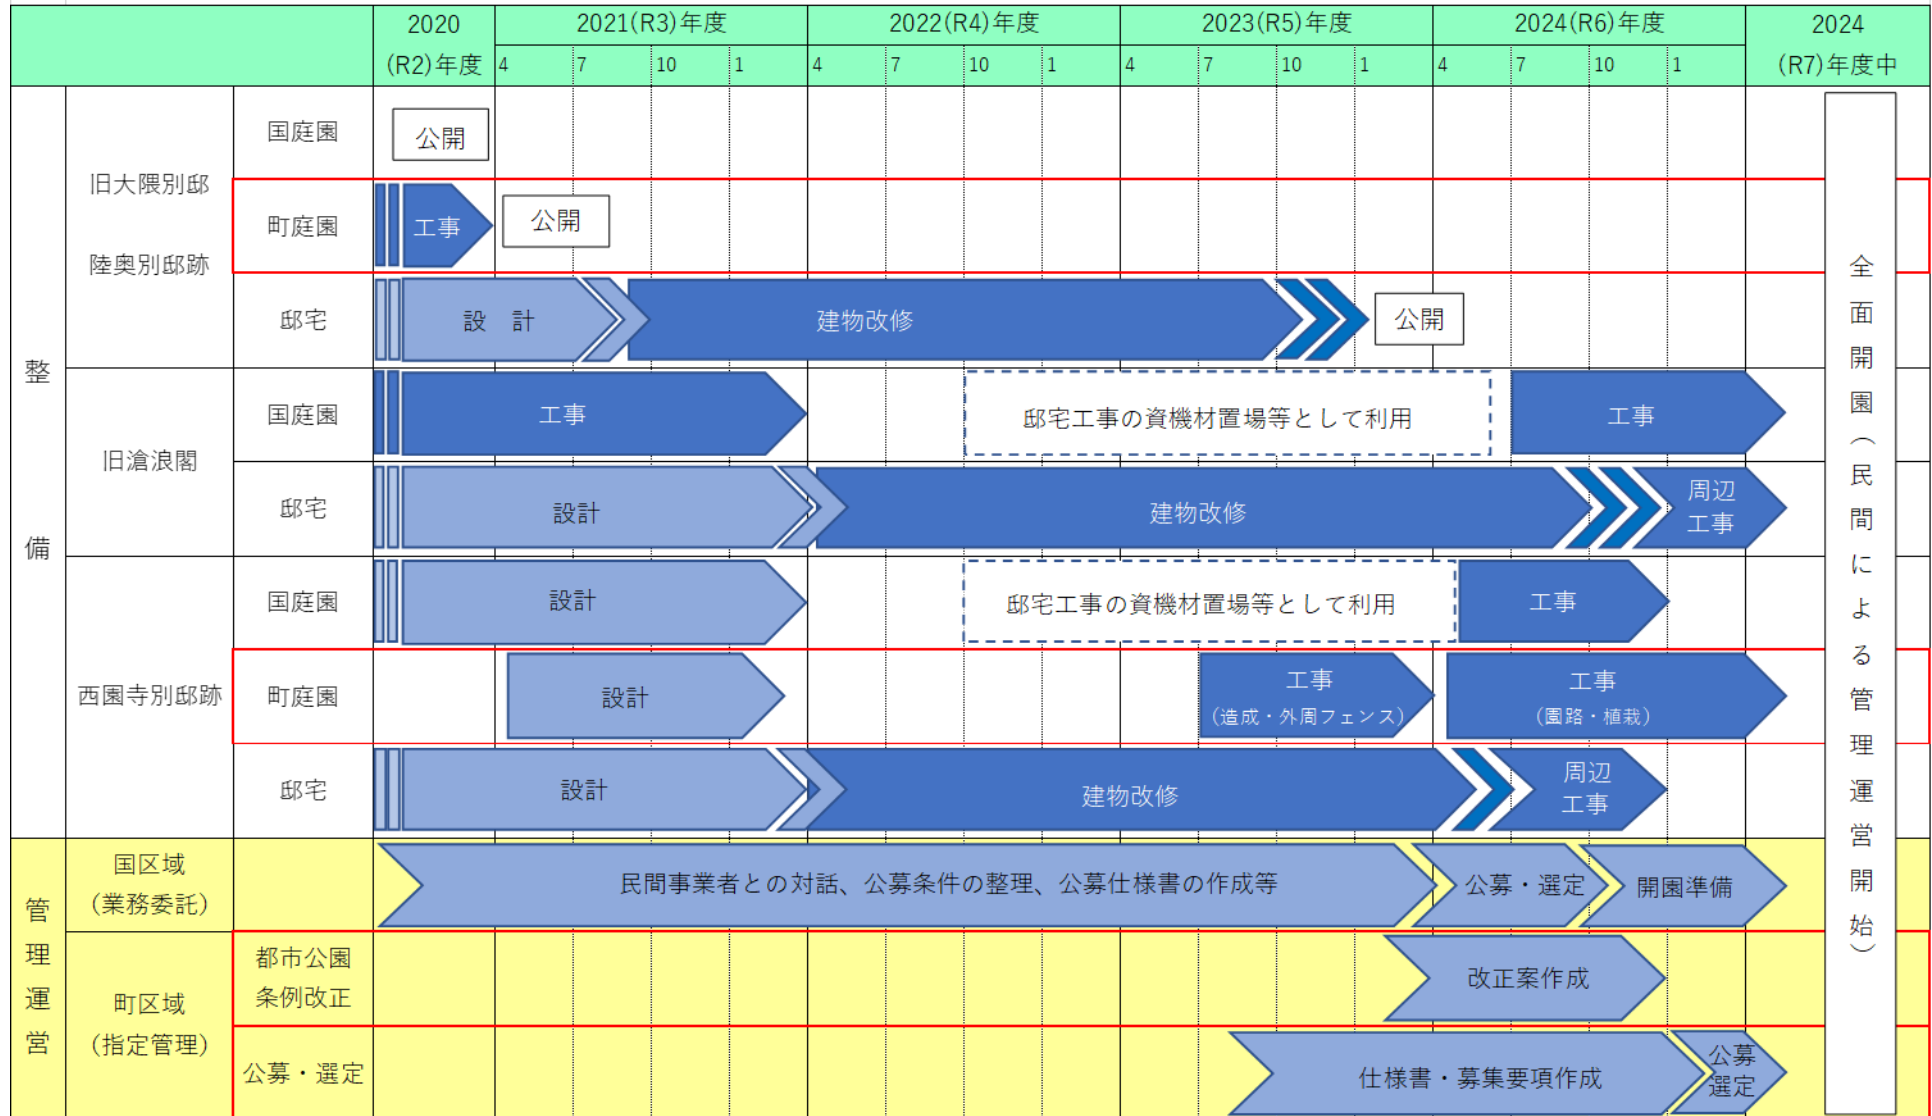 2020
(R2)年度
2021(R3)年度
4 7 10 1
2022(R4)年度
4 7 10 1
2023(R5)年度
4 7 10 1
2024(R6)年度
4 7 10 1
2024
(R7)年度中
整備
旧大隈別邸
陸奥別邸跡
国庭園
公開
町庭園
工事
公開
邸宅
設 計
建物改修
公開
旧滄浪閣
国庭園
工事
邸宅工事の資機材置場等として利用
工事
邸宅
設計
建物改修
周辺
工事
西園寺別邸跡
国庭園
設計
邸宅工事の資機材置場等として利用
工事
町庭園
設計
工事
(造成・外周フェンス)
工事
(園路・植栽)
邸宅
設計
建物改修
周辺
工事
管理運営
国区域
(業務委託)
民間事業者との対話、公募条件の整理、公募仕様書の作成等
公募・選定
開園準備
町区域
(指定管理)
都市公園
条例改正
改正案作成
公募・選定
仕様書・募集要項作成
公募
選定
全面開園(民間による管理運営開始)